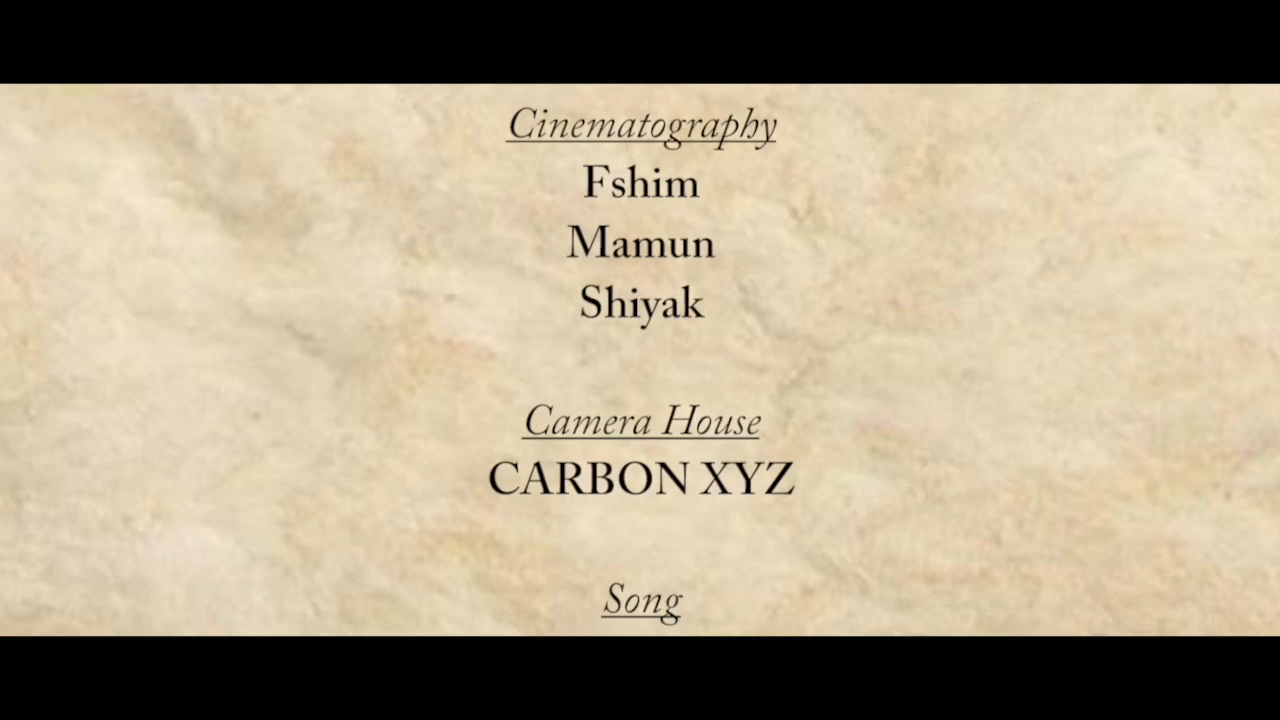 Cinematography
Fshim
Mamun
Shiyak
Camera House
CARBON XYZ
Song